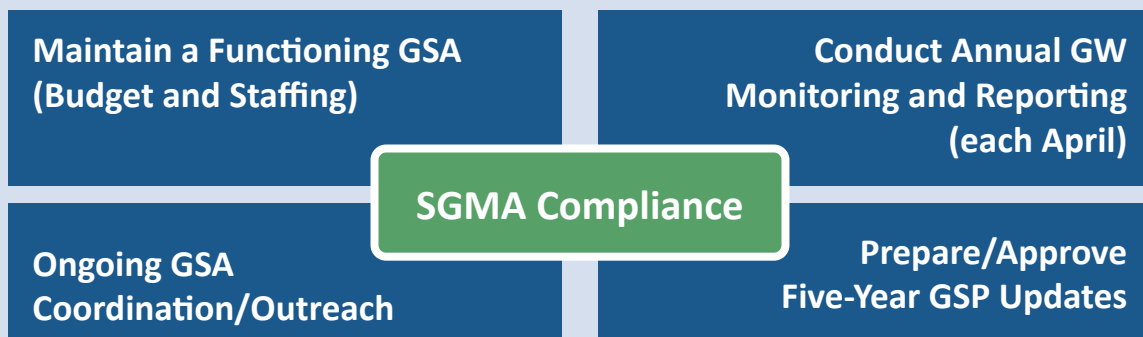 Maintain a Functioning GSA
(Budget and Staffing)
Conduct Annual GW
Monitoring and Reporting
(each April)
SGMA Compliance
Ongoing GSA
Coordination/Outreach
Prepare/Approve
Five-Year GSP Updates